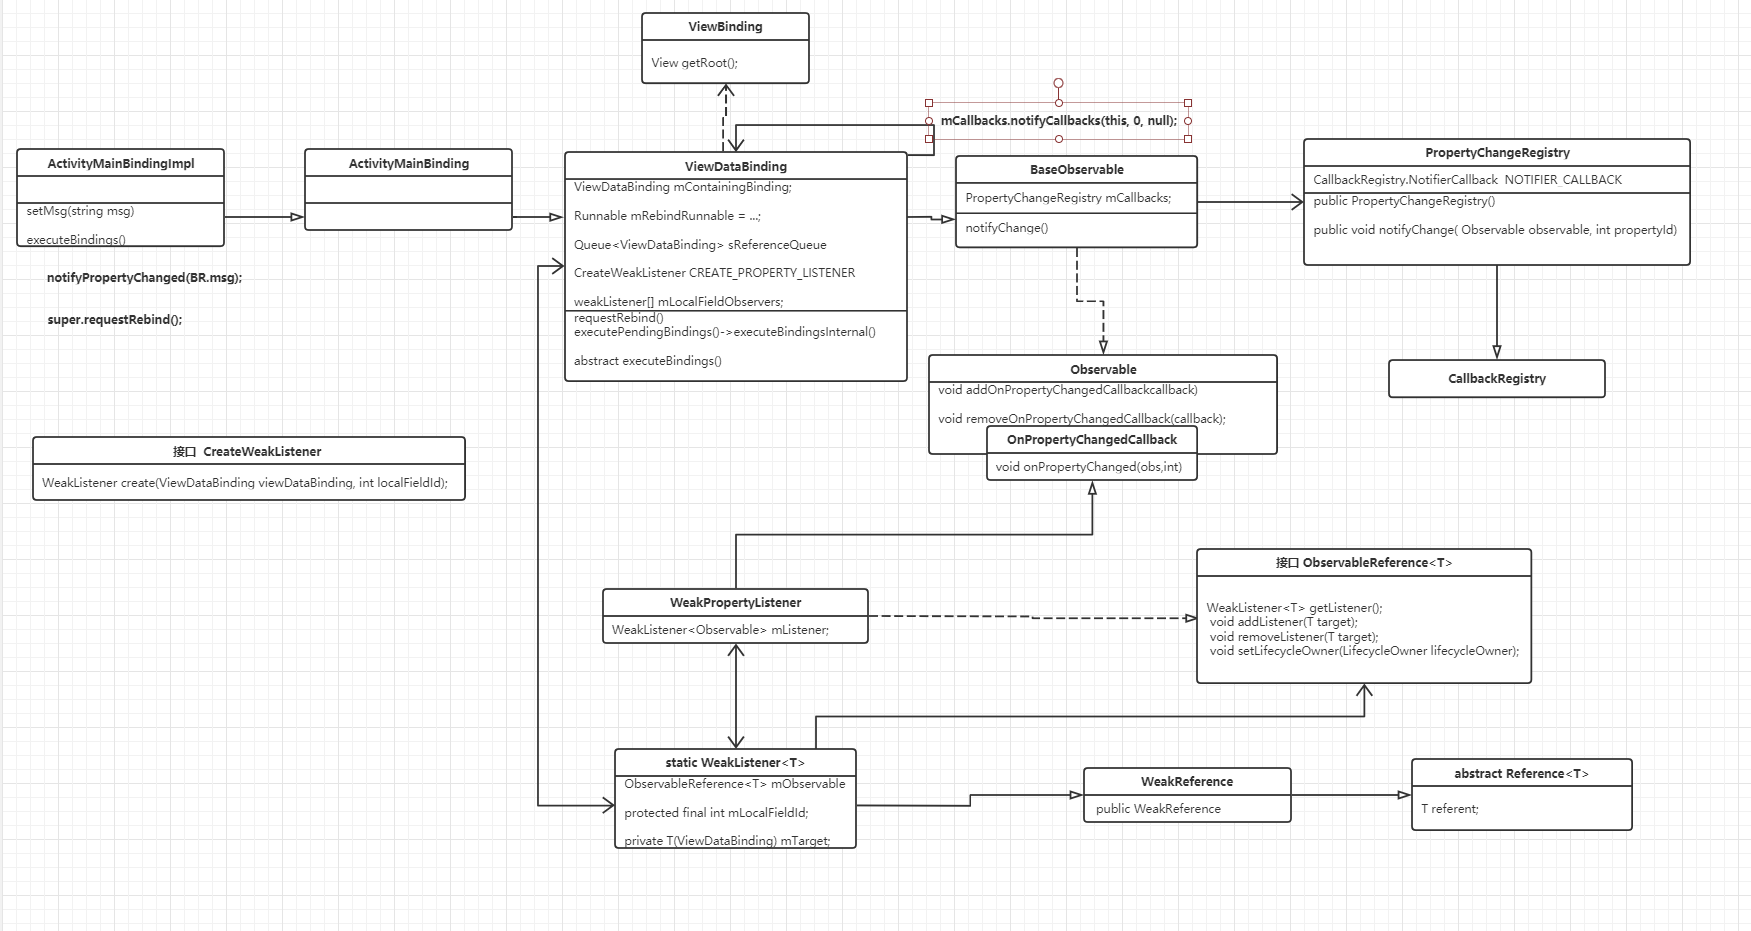 ViewBinding
View getRoot();
mCallbacks.notifyCallbacks(this, 0, null);
ActivityMainBindingImpl
setMsg(string msg)
executeBindings()
notifyPropertyChanged(BR.msg);
super.requestRebind();
ActivityMainBinding
ViewDataBinding
ViewDataBinding mContainingBinding;
Runnable mRebindRunnable = ...;
Queue<ViewDataBinding> sReferenceQueue
CreateWeakListener CREATE_PROPERTY_LISTENER
weakListener[] mLocalFieldObservers;
requestRebind()
executePendingBindings()->executeBindingsInternal()
abstract executeBindings()
BaseObservable
PropertyChangeRegistry mCallbacks;
notifyChange()
PropertyChangeRegistry
CallbackRegistry.NotifierCallback NOTIFIER_CALLBACK
public PropertyChangeRegistry()
public void notifyChange( Observable observable, int propertyId)
Observable
void addOnPropertyChangedCallbackcallback)
void removeOnPropertyChangedCallback(callback);
OnPropertyChangedCallback
void onPropertyChanged(obs,int)
CallbackRegistry
接口 CreateWeakListener
WeakListener create(ViewDataBinding viewDataBinding, int localFieldId);
WeakPropertyListener
WeakListener<Observable> mListener;
接口 ObservableReference<T>
WeakListener<T> getListener();
void addListener(T target);
void removeListener(T target);
void setLifecycleOwner(LifecycleOwner lifecycleOwner);
static WeakListener<T>
ObservableReference<T> mObservable
protected final int mLocalFieldId;
private T(ViewDataBinding) mTarget;
WeakReference
public WeakReference
abstract Reference<T>
T referent;